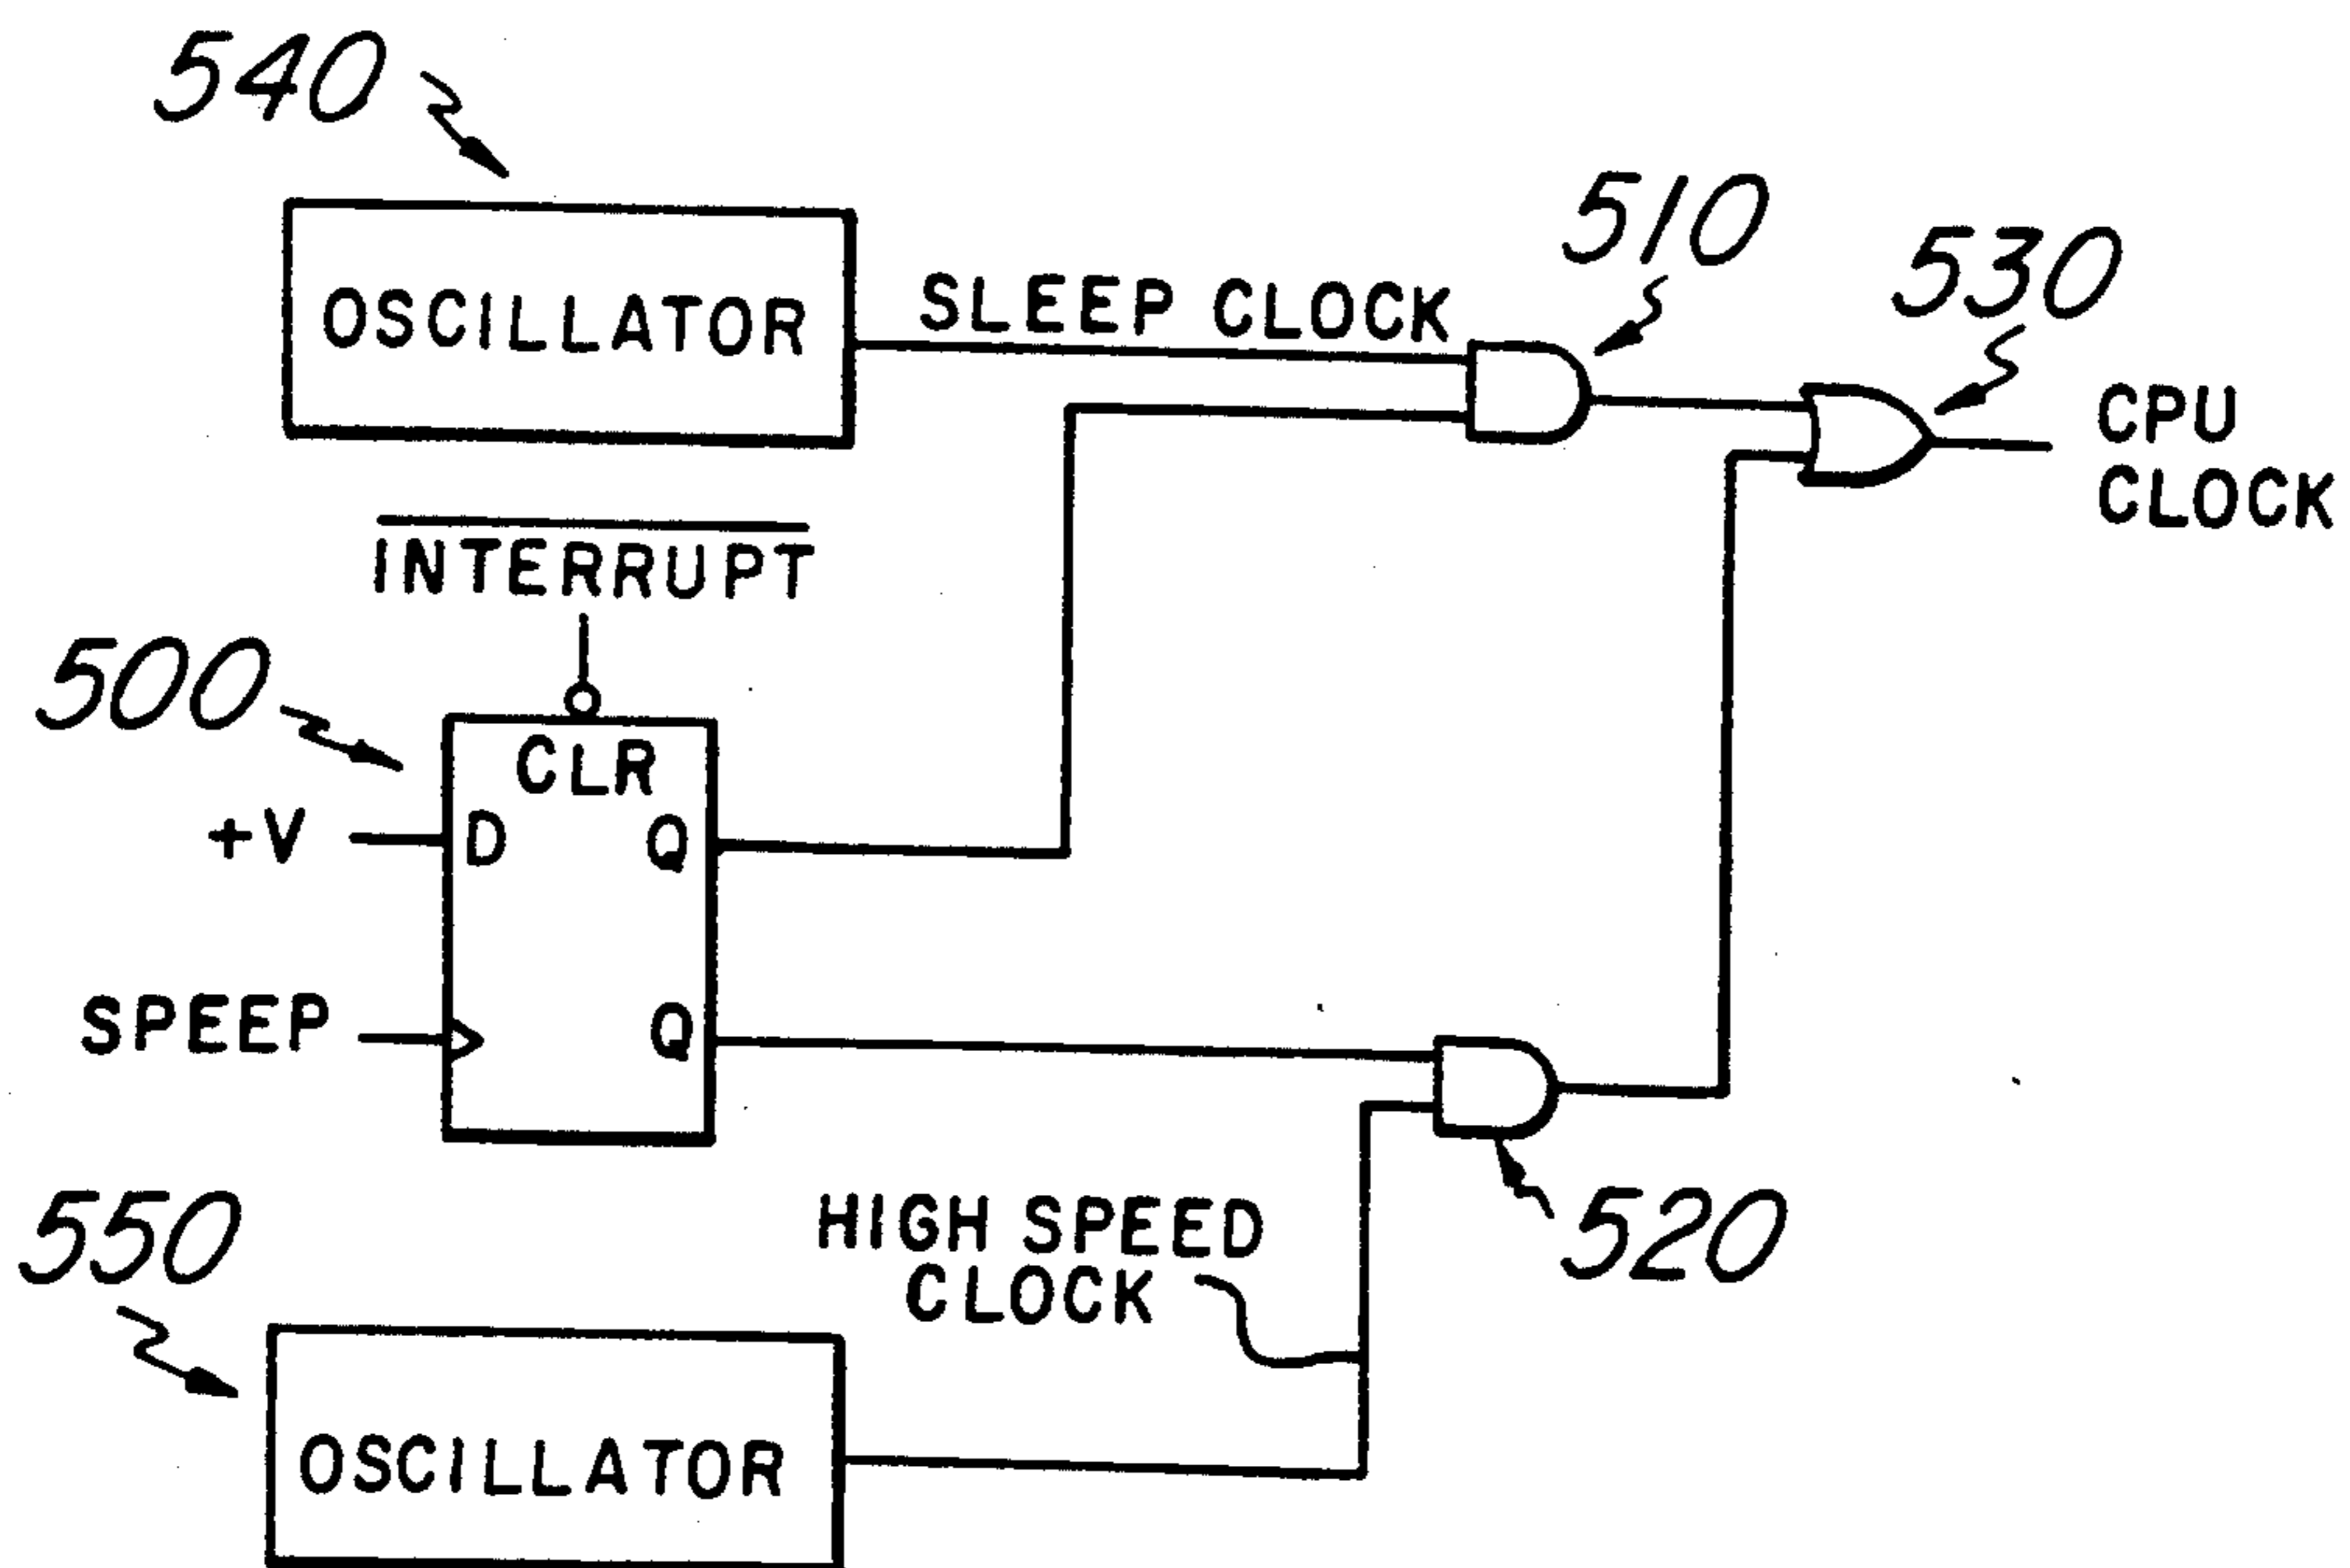 540
OSCILLATOR
SLEEP CLOCK
510
530
CPU
CLOCK
INTERRUPT
500
CLR
+V
D
Q
SPEEP
Q
550
HIGH SPEED
CLOCK
520
OSCILLATOR